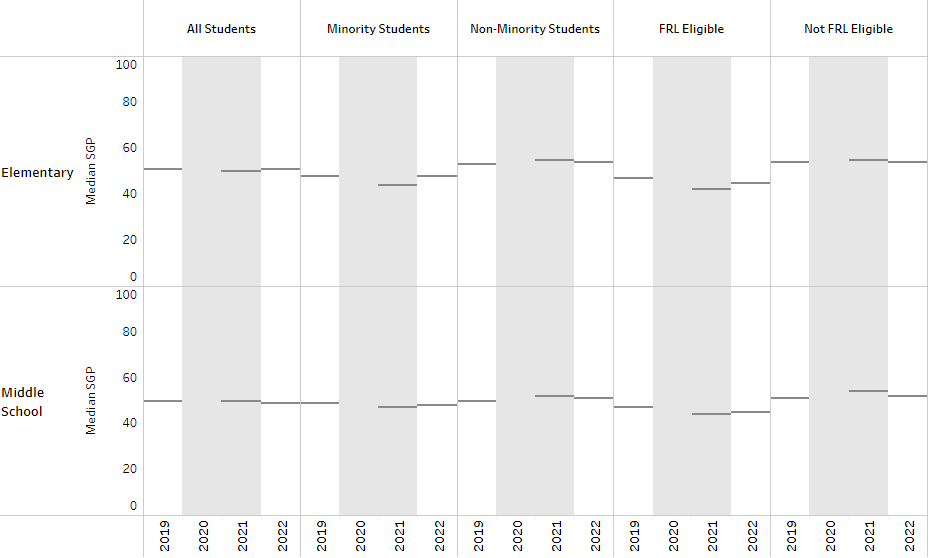 All Students Minority Students Non-Minority Students FRL Eligible Not FRL Eligible
Elementary
Median SGP
100
80
60
40
20
0
Middle
School
Median SGP
100
80
60
40
20
0
2019 2020 2021 2022 2019 2020 2021 2022 2019 2020 2021 2022 2019 2020 2021 2022 2019 2020 2021 2022